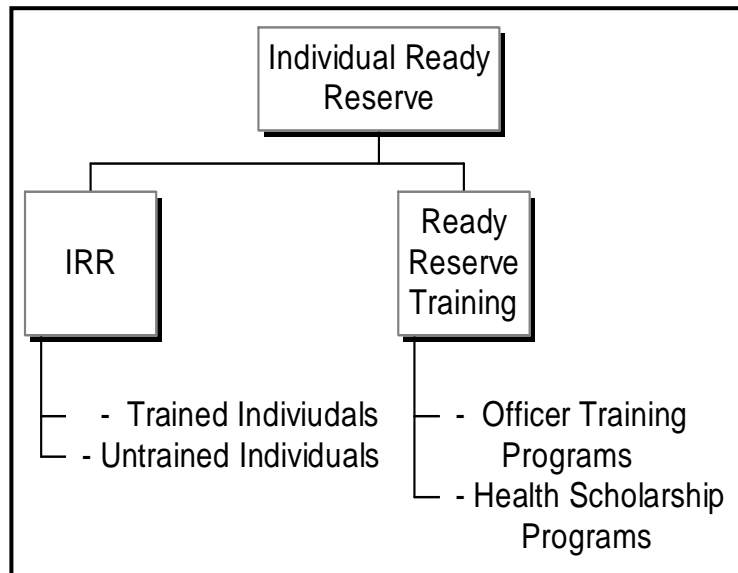 Individual Ready
Reserve
IRR
Ready
Reserve
Training
- Trained Indiviudals
- Untrained Individuals
- Officer Training
Programs
- Health Scholarship
Programs